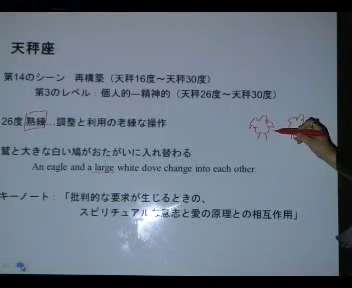 天秤座
第14のシーン 再構築（天秤16度～天秤30度）
第3のレベル：個人的―精神的（天秤26度～天秤30度）
26度 熟練…調整と利用の老練な操作
鷲と大きな白い鳩がおたがいに入れ替わる
An eagle and a large white dove change into each other.
キーノート：「批判的な要求が生じるときの、
スピリチュアルな意志と愛の原理との相互作用」